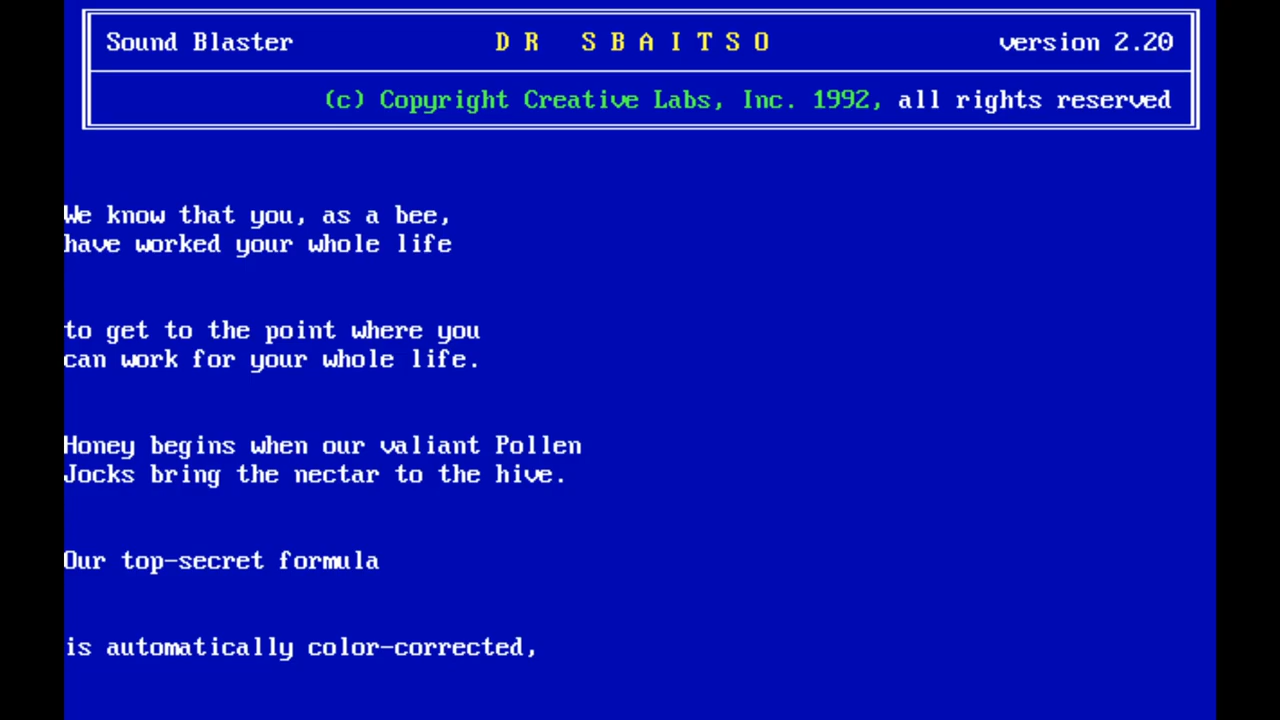 Sound Blaster D R S B A I T S O version 2.20
(c) Copyright Creative Labs, Inc. 1992, all rights reserved
We know that you, as a bee,
have worked your whole life
to get to the point where you
can work for your whole life.
Honey begins when our valiant Pollen
Jocks bring the nectar to the hive.
Our top-secret formula
is automatically color-corrected,